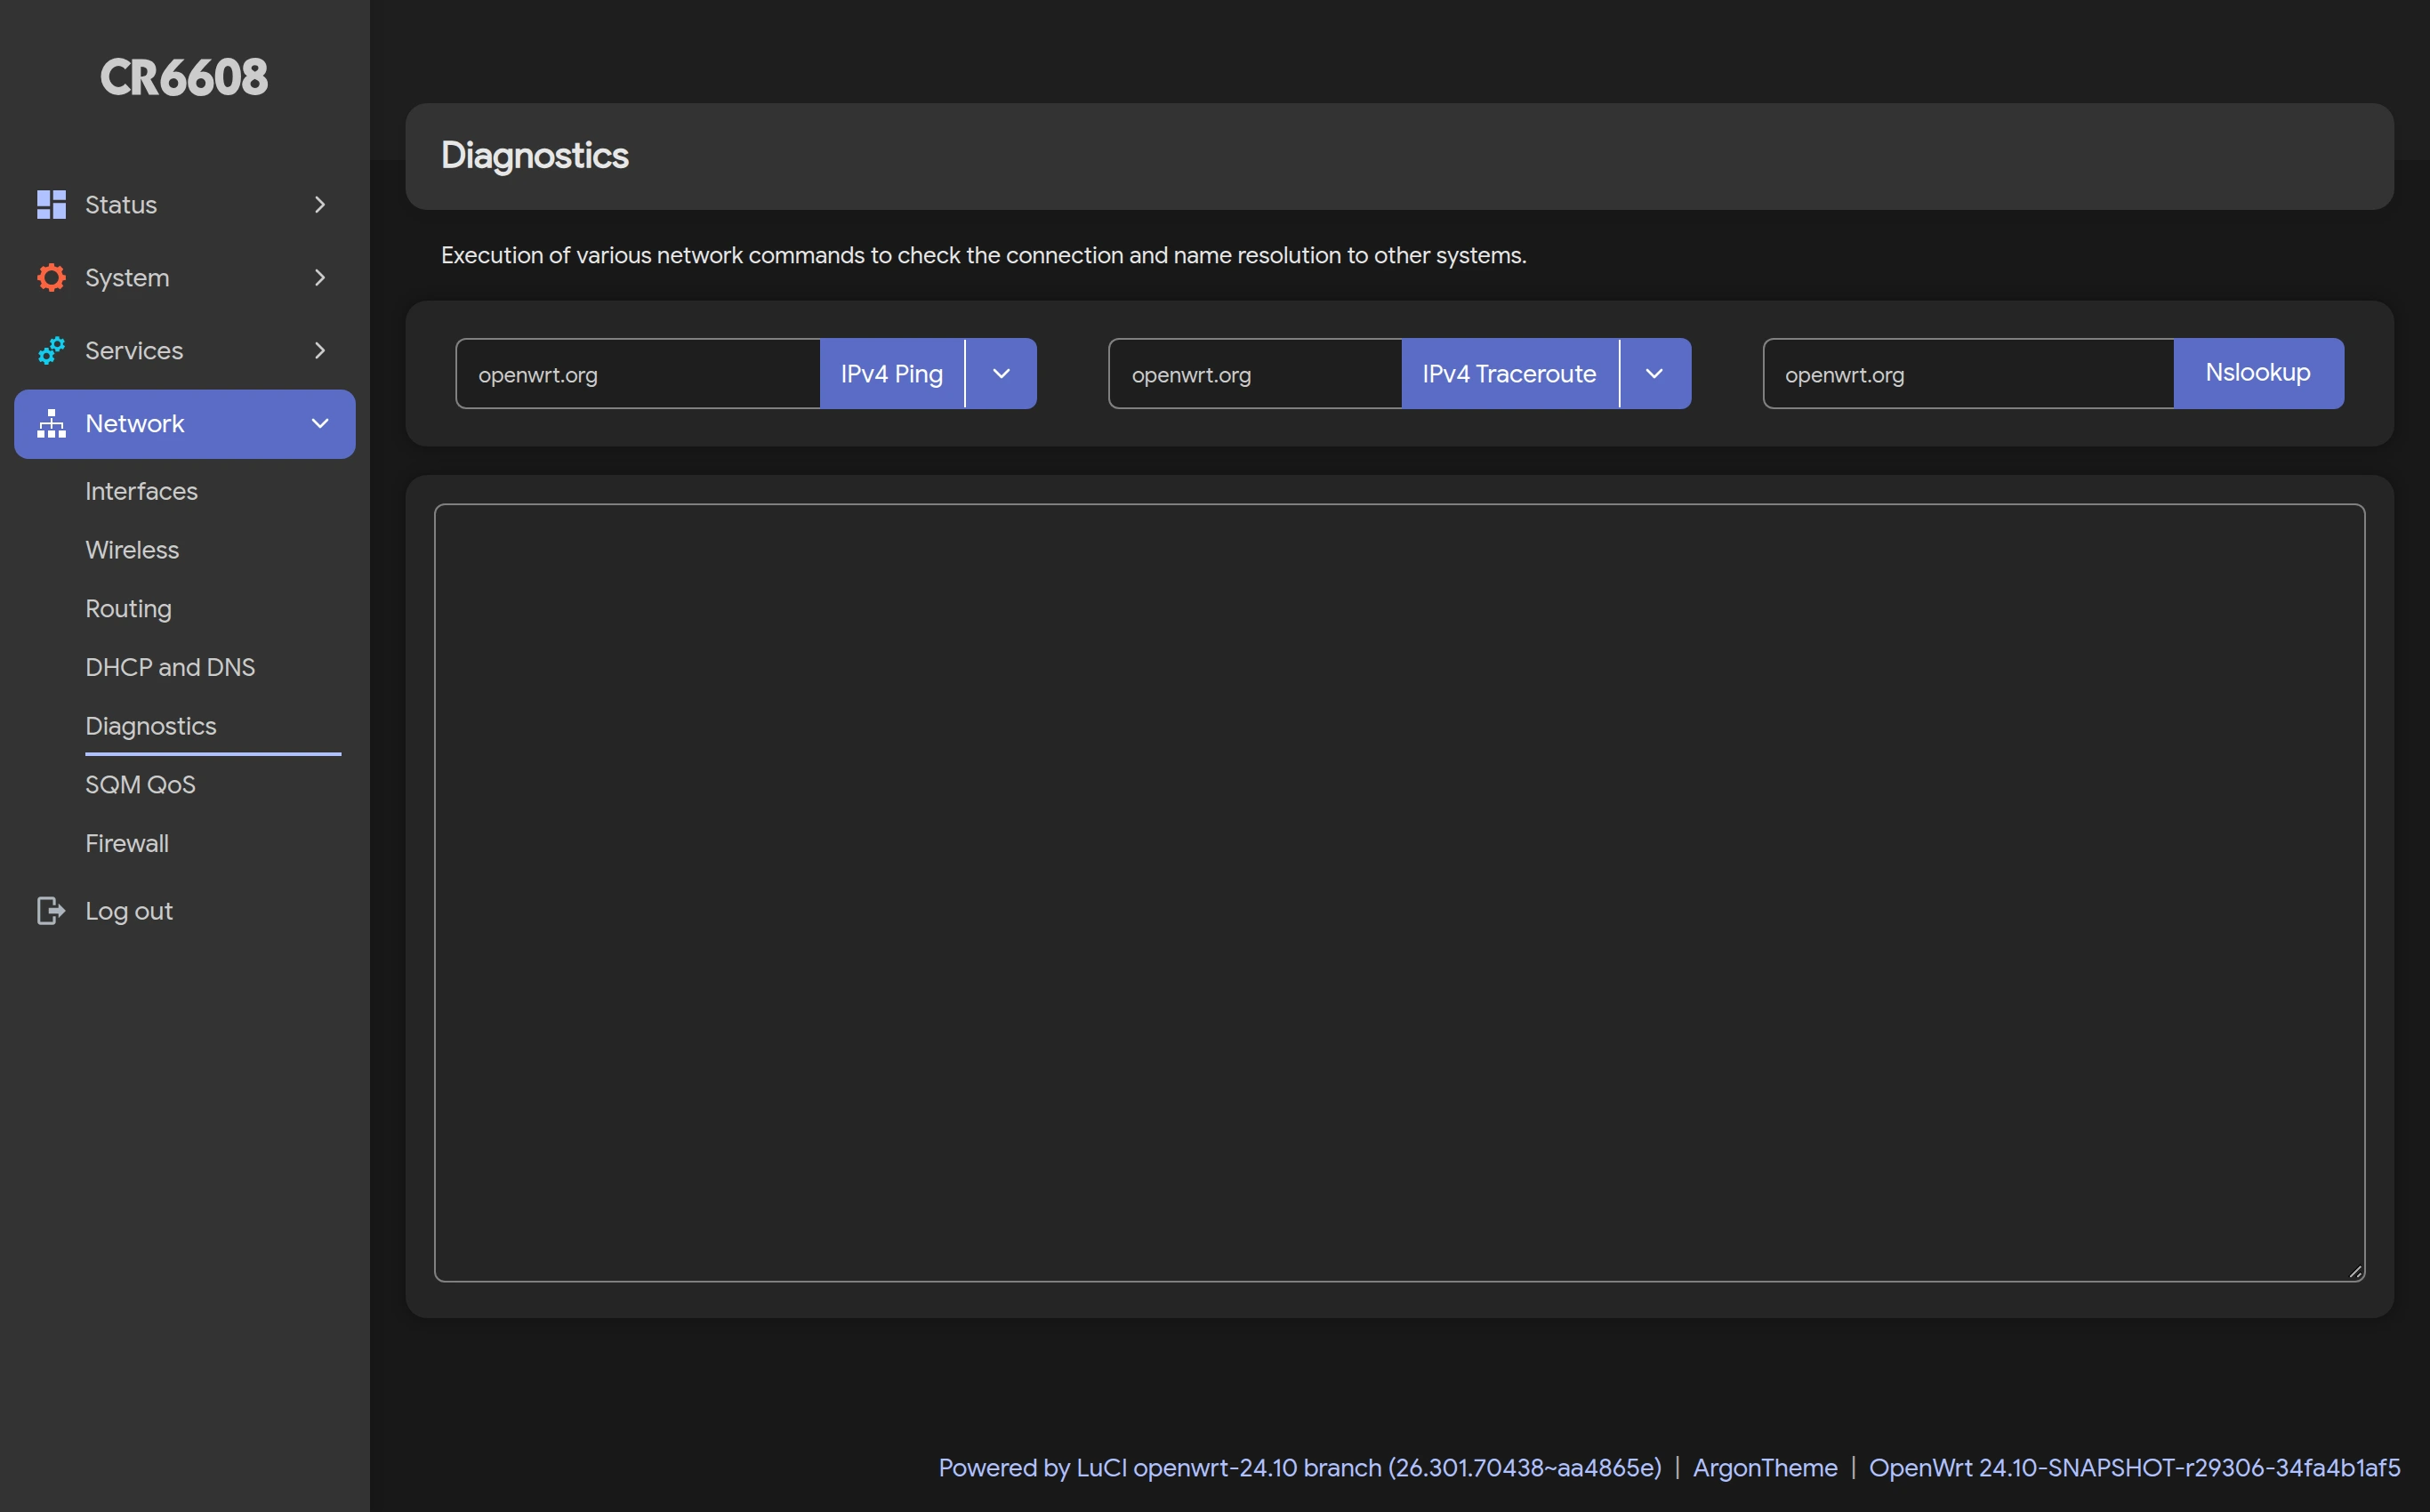 CR6608
Status
System
Services
Network
Interfaces
Wireless
Routing
DHCP and DNS
Diagnostics
SQM QoS
Firewall
Log out
Diagnostics
Execution of various network commands to check the connection and name resolution to other systems.
openwrt.org IPv4 Ping openwrt.org IPv4 Traceroute openwrt.org Nslookup
Powered by LuCI openwrt-24.10 branch (26.301.70438~aa4865e) | ArgonTheme | OpenWrt 24.10-SNAPSHOT-r29306-34fa4b1af5